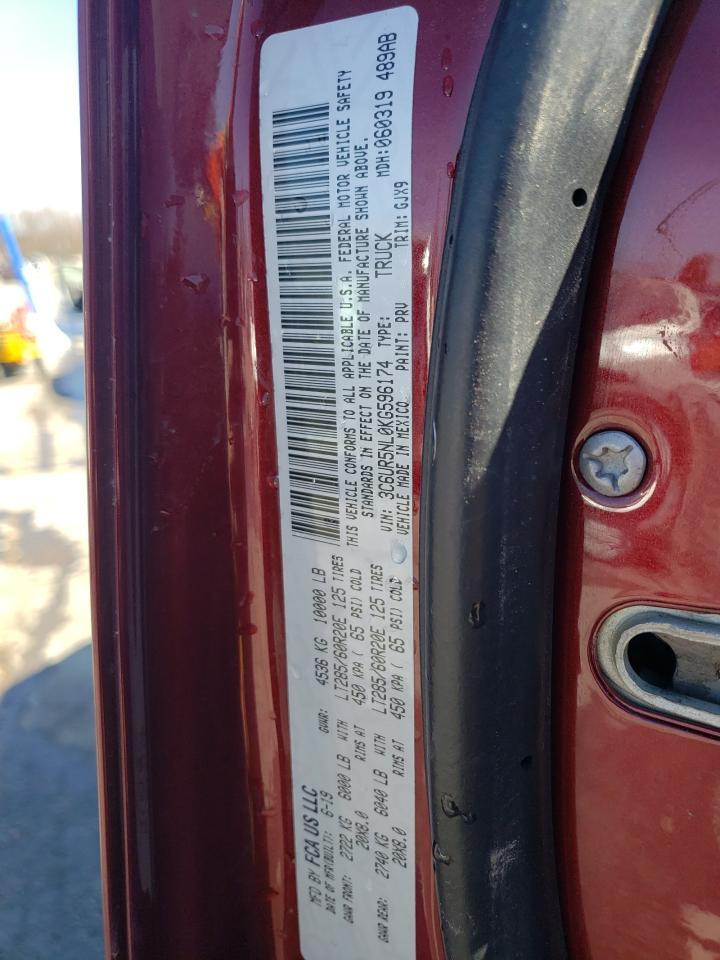 MFD BY FCA US LLC
DATE OF MFR(BUILT): 6-19 GVWR: 4536 KG 10000 LB
GAWR FRONT: 2722 KG 6000 LB WITH LT285/60R20E 125 TIRES
20X8.0 RIMS AT 450 KPA ( 65 PSI) COLD
GAWR REAR: 2740 KG 6040 LB WITH LT285/60R20E 125 TIRES
20X8.0 RIMS AT 450 KPA ( 65 PSI) COLD
THIS VEHICLE CONFORMS TO ALL APPLICABLE U.S.A. FEDERAL MOTOR VEHICLE SAFETY
STANDARDS IN EFFECT ON THE DATE OF MANUFACTURE SHOWN ABOVE.
VIN: 3C6UR5NL0KG596174 TYPE: TRUCK MDH:060319 489AB
VEHICLE MADE IN MEXICO PAINT: PRV TRIM: GJX9